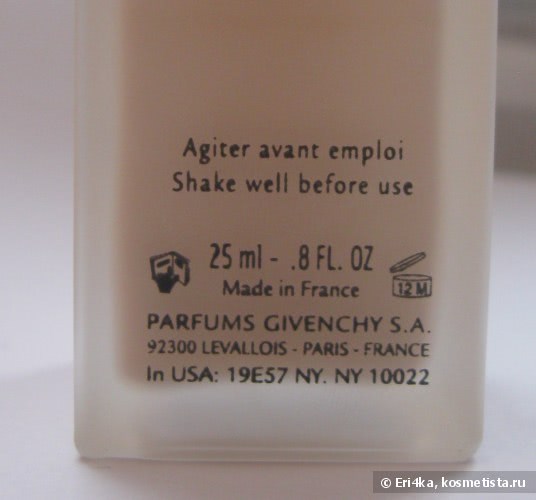 Agiter avant emploi
Shake well before use
25 ml - .8 FL. OZ
Made in France
12 M
PARFUMS GIVENCHY S.A.
92300 LEVALLOIS - PARIS - FRANCE
In USA: 19E57 NY. NY 10022
© Eri4ka, kosmetista.ru